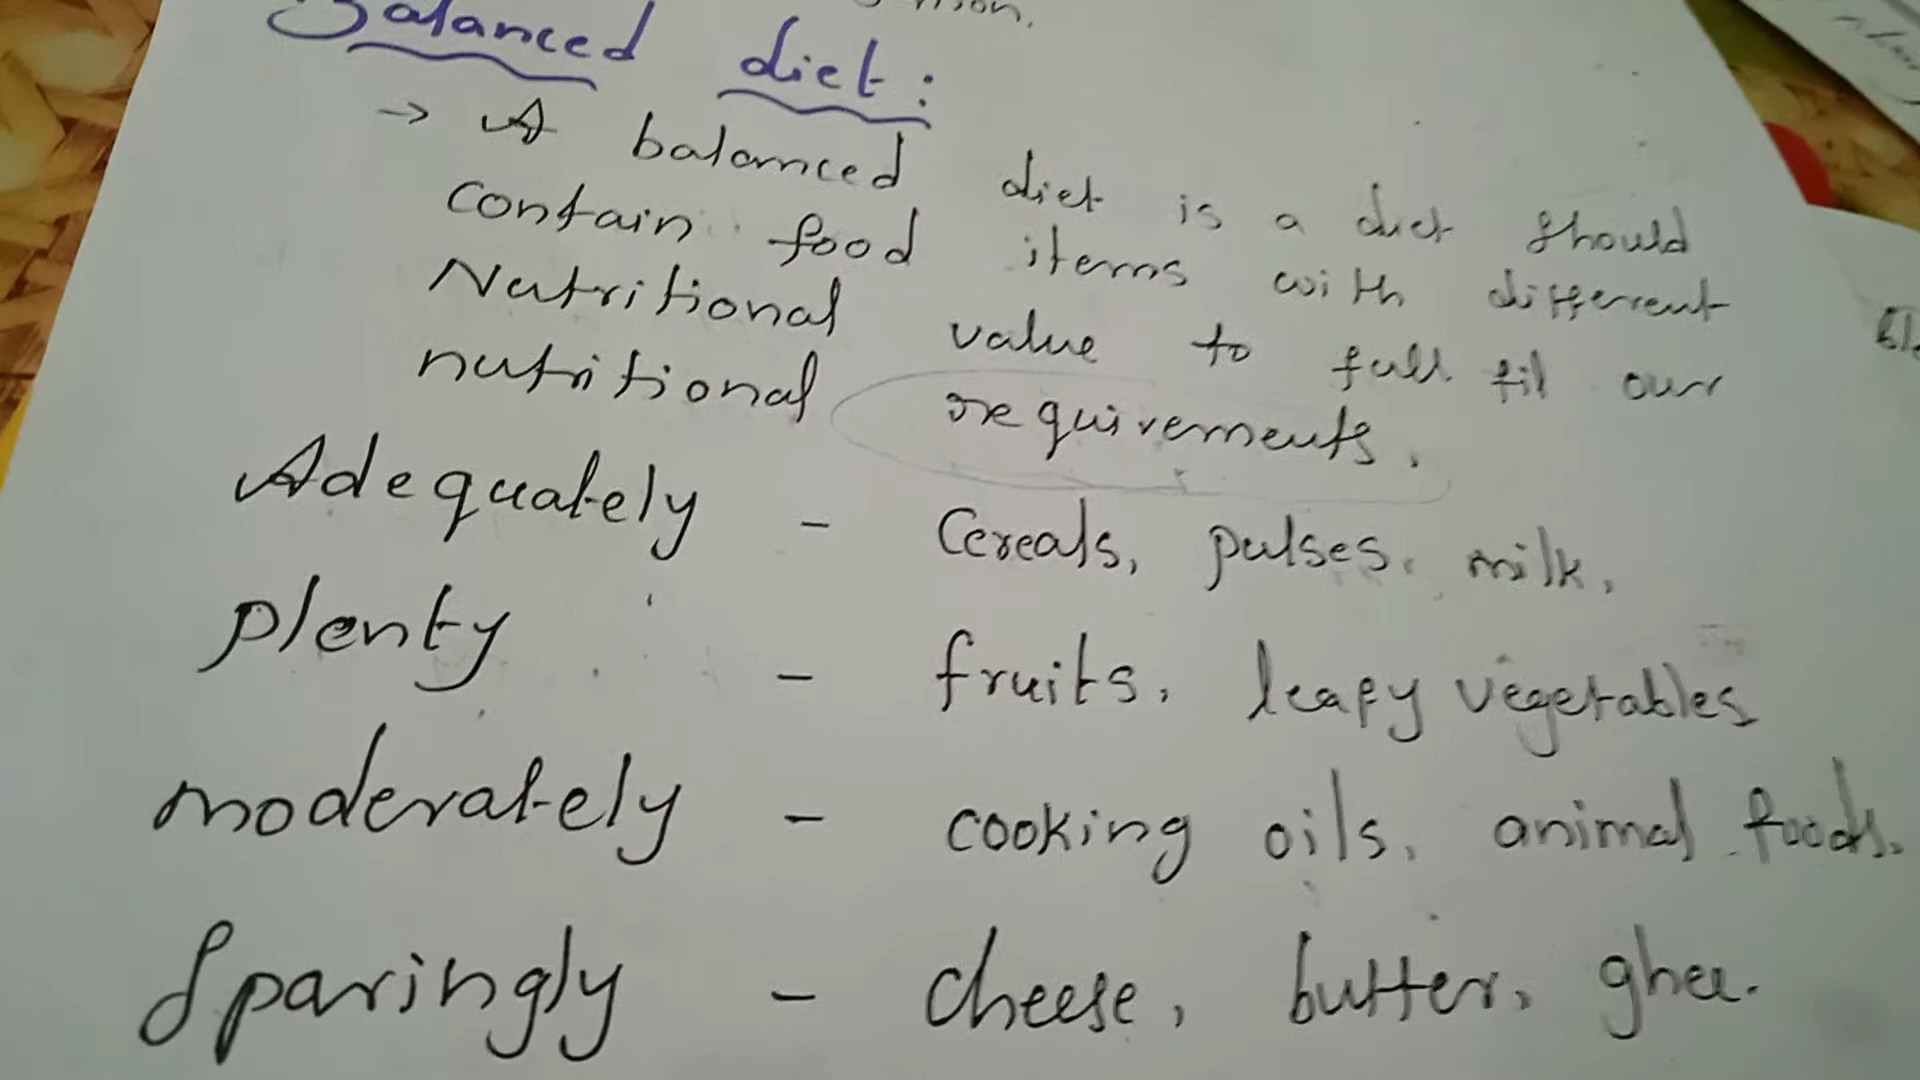 Balanced diet:
→ A balanced diet is a diet should
contain food items with different
Nutritional value to full fil our
nutritional requirements.
Adequately - Cereals, pulses, milk,
plenty - fruits, leafy vegetables
moderately - cooking oils, animal foods.
Sparingly - cheese, butter, ghee.